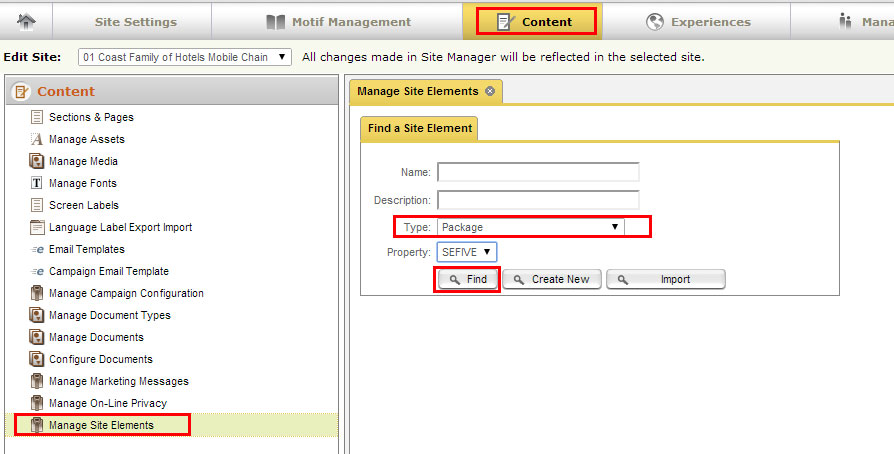 Site Settings Motif Management Content Experiences Mana
Edit Site: 01 Coast Family of Hotels Mobile Chain All changes made in Site Manager will be reflected in the selected site.
Content
Sections & Pages
Manage Assets
Manage Media
Manage Fonts
Screen Labels
Language Label Export Import
Email Templates
Campaign Email Template
Manage Campaign Configuration
Manage Document Types
Manage Documents
Configure Documents
Manage Marketing Messages
Manage On-Line Privacy
Manage Site Elements
Manage Site Elements
Find a Site Element
Name:
Description:
Type: Package
Property: SEFIVE
Find Create New Import